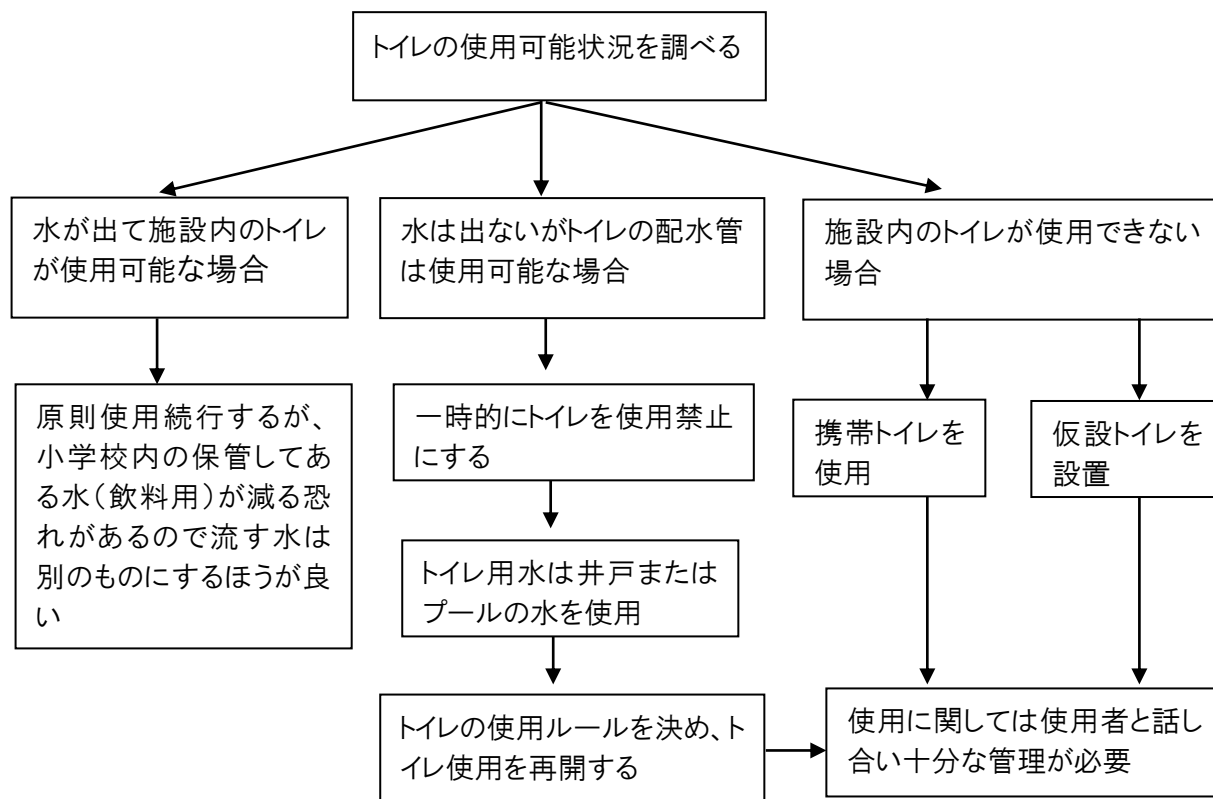 トイレの使用可能状況を調べる
水が出て施設内のトイレ
が使用可能な場合
水は出ないがトイレの配水管
は使用可能な場合
施設内のトイレが使用できない
場合
原則使用続行するが、
小学校内の保管してあ
る水（飲料用）が減る恐
れがあるので流す水は
別のものにするほうが良
い
一時的にトイレを使用禁止
にする
携帯トイレを
使用
仮設トイレを
設置
トイレ用水は井戸または
プールの水を使用
トイレの使用ルールを決め、ト
イレ使用を再開する
使用に関しては使用者と話し
合い十分な管理が必要